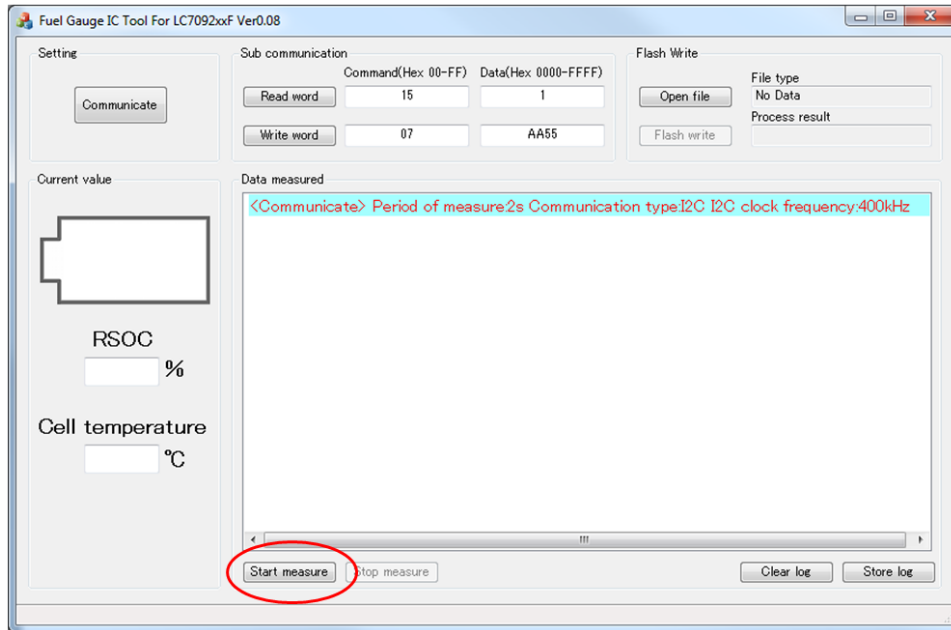 Fuel Gauge IC Tool For LC7092xxF Ver0.08
Setting
Communicate
Sub communication
Command(Hex 00-FF) Data(Hex 0000-FFFF)
Read word 15 1
Write word 07 AA55
Flash Write
File type
Open file No Data
Process result
Flash write
Current value
RSOC
%
Cell temperature
℃
Data measured
<Communicate> Period of measure:2s Communication type:I2C I2C clock frequency:400kHz
Start measure Stop measure Clear log Store log